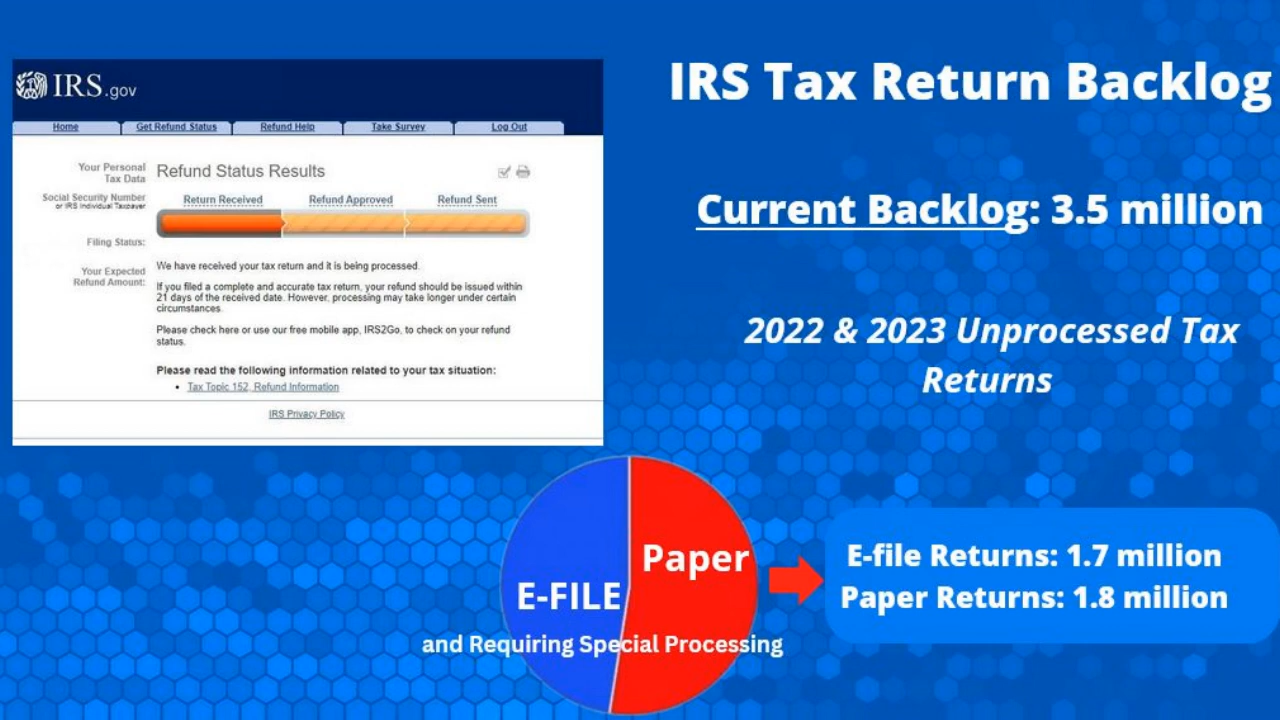 IRS Tax Return Backlog
IRS.gov
Home Get Refund Status Refund Help Take Survey Log Out
Your Personal
Tax Data
Refund Status Results
Social Security Number
or IRS Individual Taxpayer
Return Received Refund Approved Refund Sent
Filing Status:
Your Expected
Refund Amount:
We have received your tax return and it is being processed.
If you filed a complete and accurate tax return, your refund should be issued within
21 days of the received date. However, processing may take longer under certain
circumstances.
Please check here or use our free mobile app, IRS2Go, to check on your refund
status.
Please read the following information related to your tax situation:
• Tax Topic 152, Refund Information
IRS Privacy Policy
Current Backlog: 3.5 million
2022 & 2023 Unprocessed Tax
Returns
Paper
E-FILE
and Requiring Special Processing
E-file Returns: 1.7 million
Paper Returns: 1.8 million